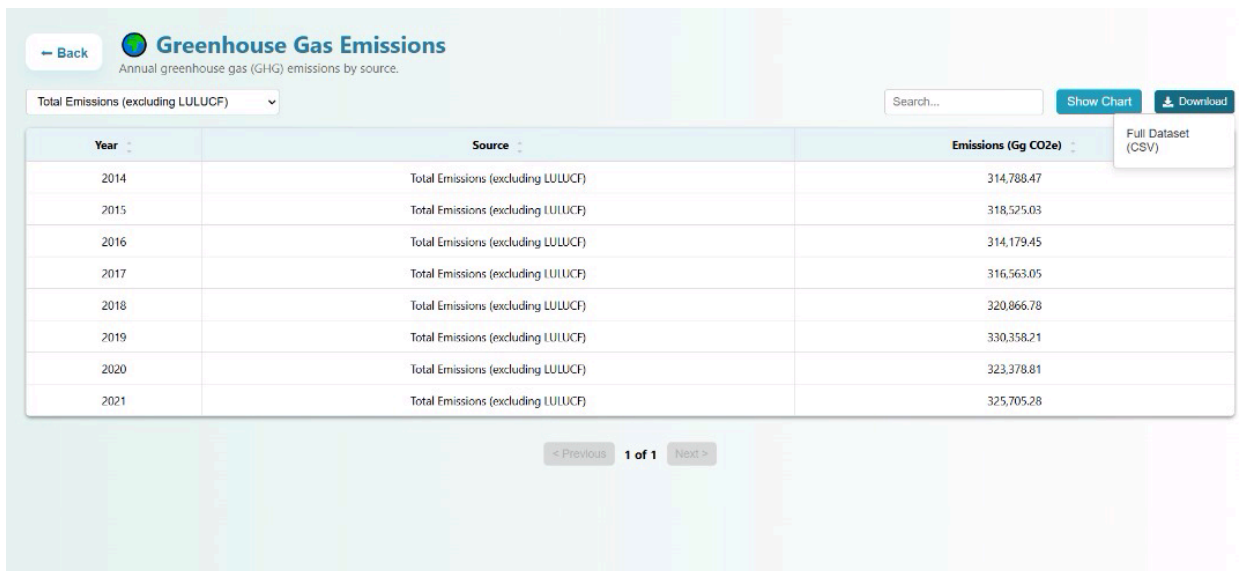 ← Back
Greenhouse Gas Emissions
Annual greenhouse gas (GHG) emissions by source.
Total Emissions (excluding LULUCF)
Search...
Show Chart
Download
Full Dataset
(CSV)
Year Source Emissions (Gg CO2e)
2014 Total Emissions (excluding LULUCF) 314,788.47
2015 Total Emissions (excluding LULUCF) 318,525.03
2016 Total Emissions (excluding LULUCF) 314,179.45
2017 Total Emissions (excluding LULUCF) 316,563.05
2018 Total Emissions (excluding LULUCF) 320,866.78
2019 Total Emissions (excluding LULUCF) 330,358.21
2020 Total Emissions (excluding LULUCF) 323,378.81
2021 Total Emissions (excluding LULUCF) 325,705.28
< Previous 1 of 1 Next >